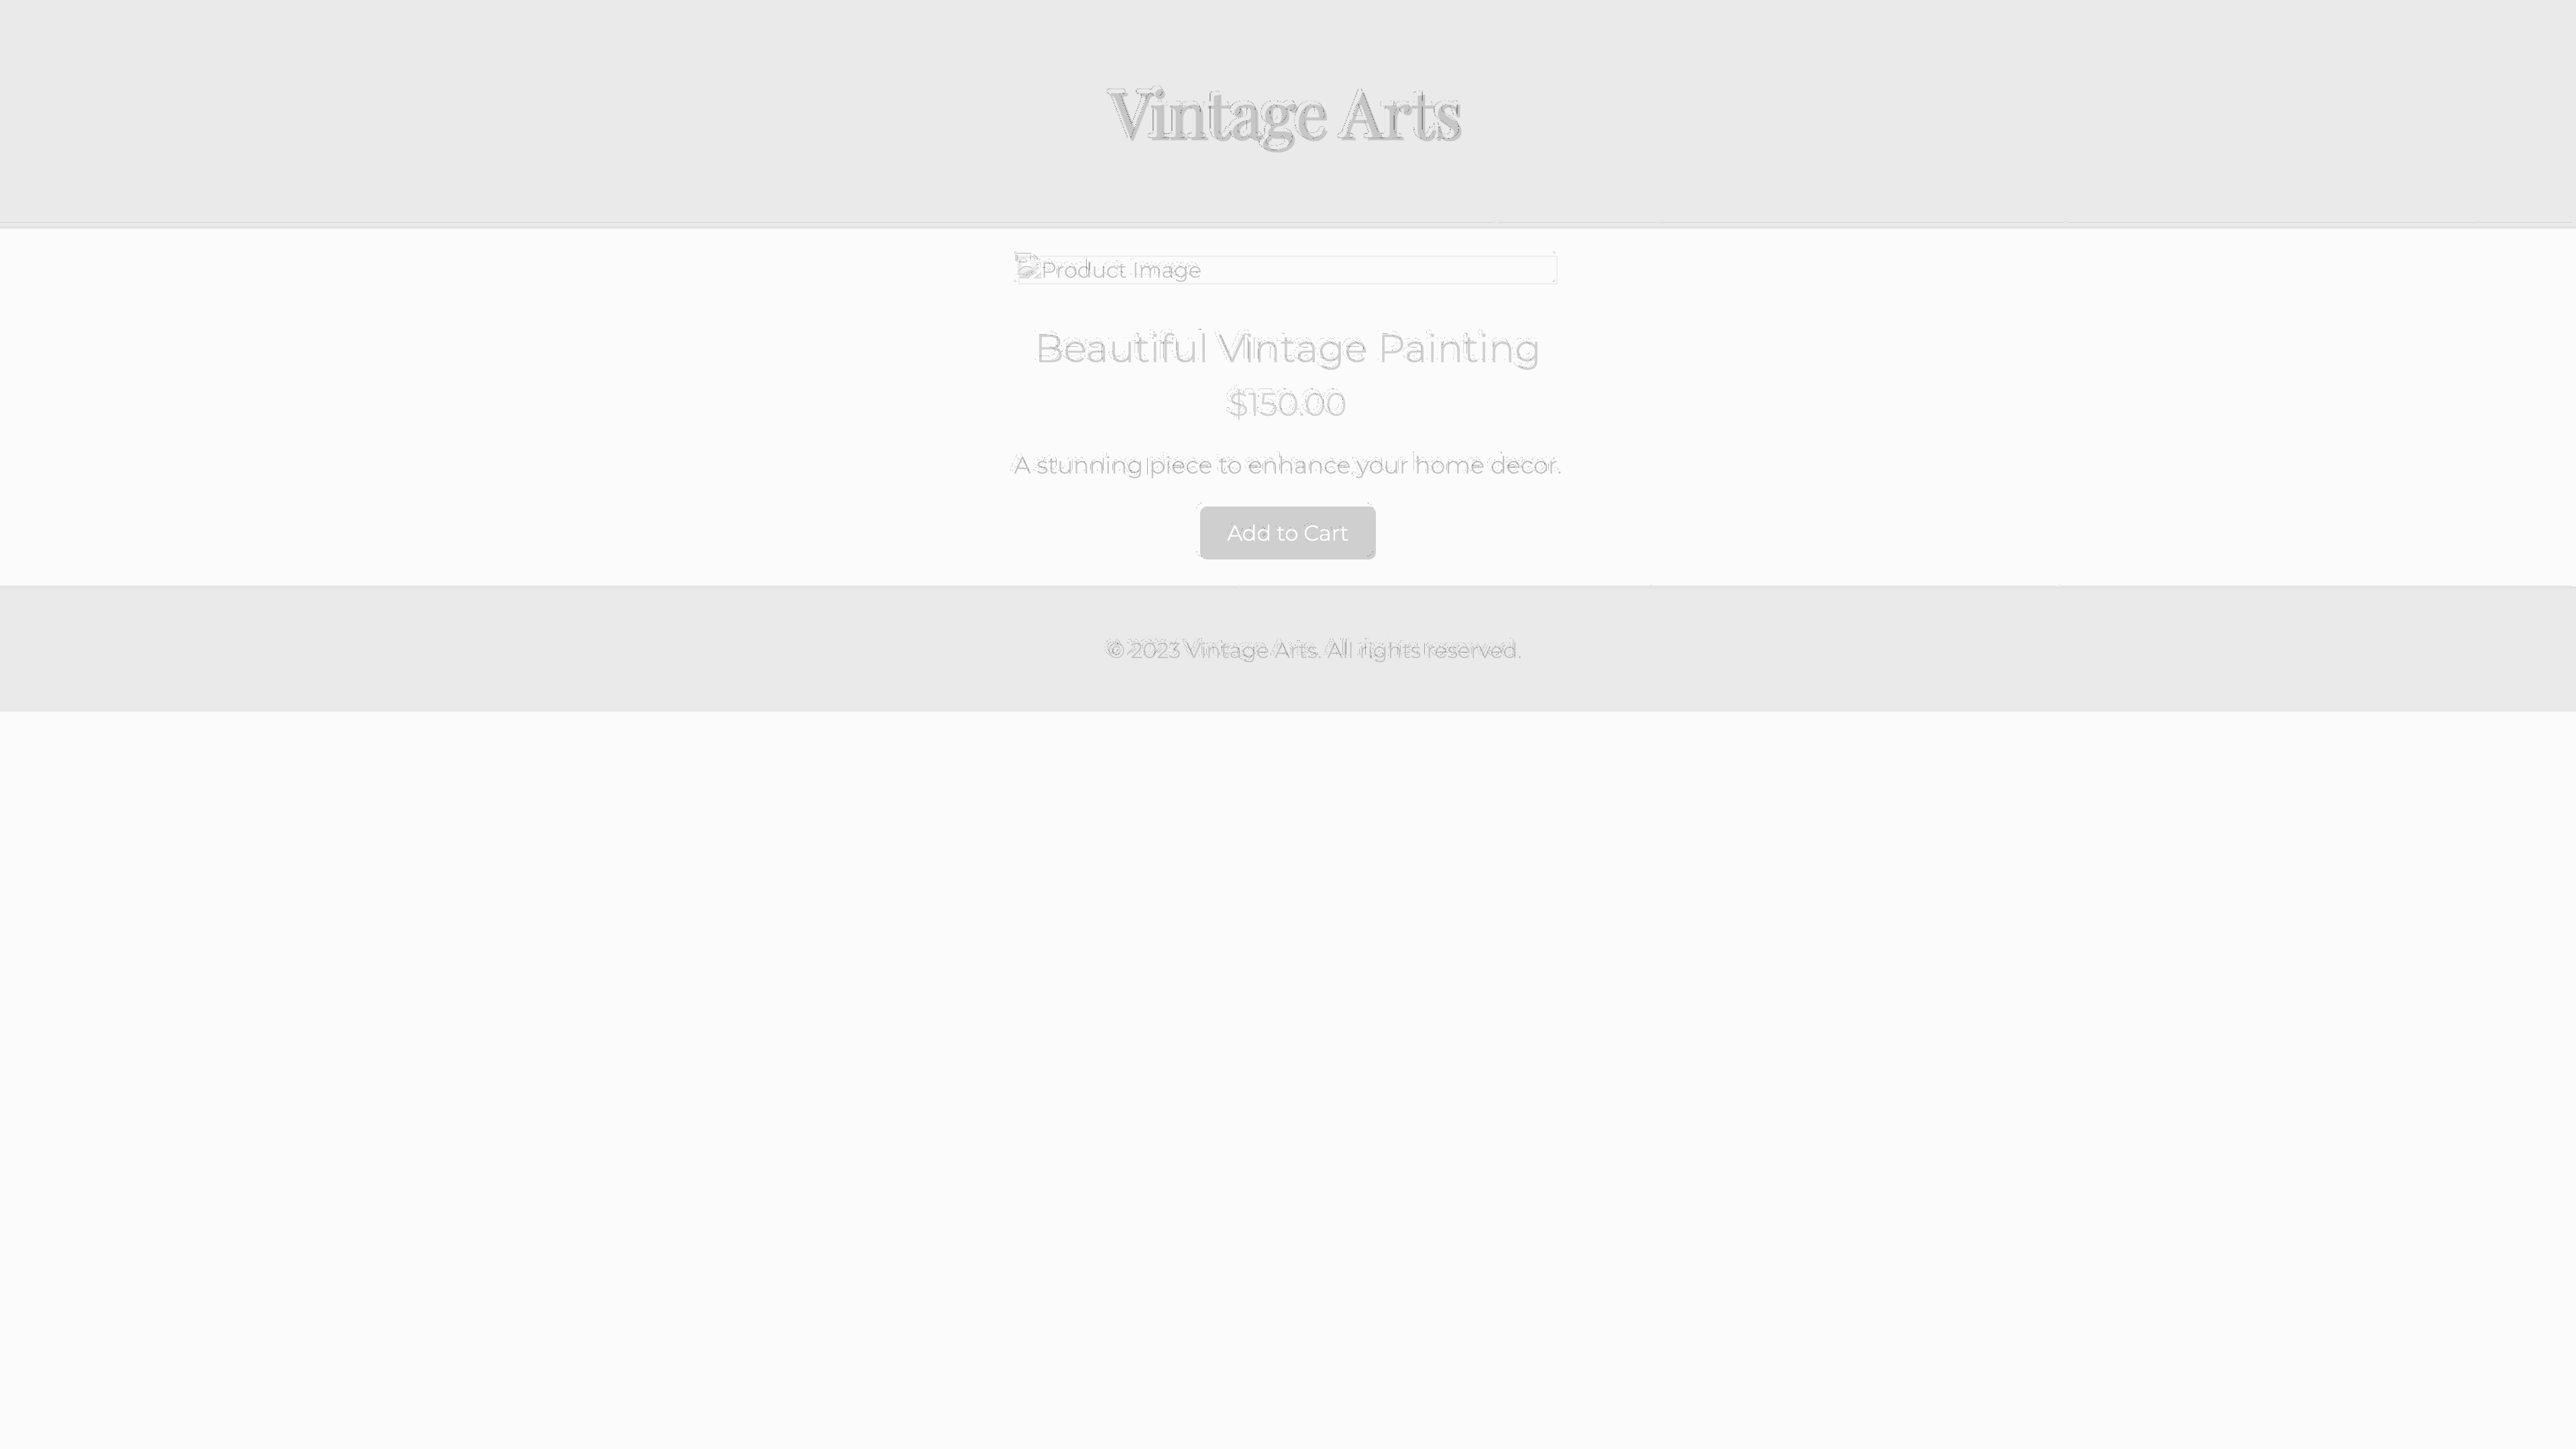 Vintage Arts
Product Image
Beautiful Vintage Painting
$150.00
A stunning piece to enhance your home decor.
Add to Cart
© 2023 Vintage Arts. All rights reserved.